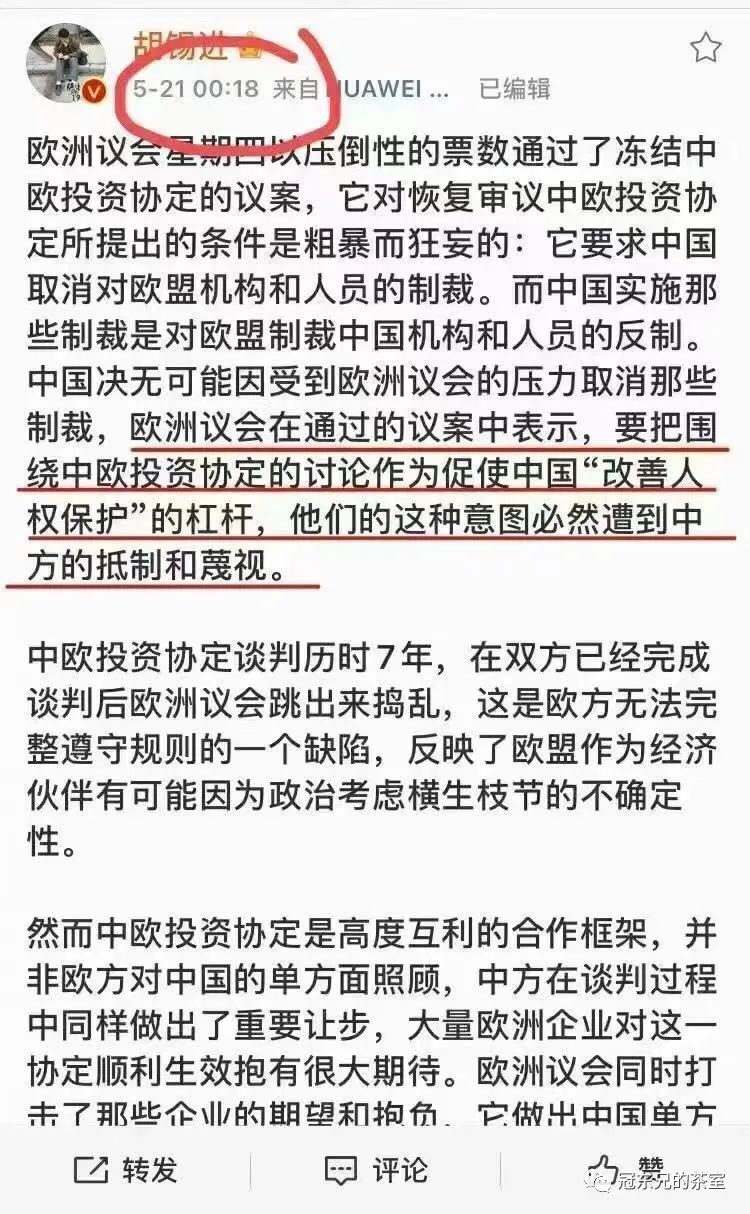 胡锡进
5-21 00:18 来自 HUAWEI ... 已编辑
欧洲议会星期四以压倒性的票数通过了冻结中
欧投资协定的议案，它对恢复审议中欧投资协
定所提出的条件是粗暴而狂妄的：它要求中国
取消对欧盟机构和人员的制裁。而中国实施那
些制裁是对欧盟制裁中国机构和人员的反制。
中国决无可能因受到欧洲议会的压力取消那些
制裁，欧洲议会在通过的议案中表示，要把围
绕中欧投资协定的讨论作为促使中国“改善人
权保护”的杠杆，他们的这种意图必然遭到中
方的抵制和蔑视。
中欧投资协定谈判历时7年，在双方已经完成
谈判后欧洲议会跳出来捣乱，这是欧方无法完
整遵守规则的一个缺陷，反映了欧盟作为经济
伙伴有可能因为政治考虑横生枝节的不确定
性。
然而中欧投资协定是高度互利的合作框架，并
非欧方对中国的单方面照顾，中方在谈判过程
中同样做出了重要让步，大量欧洲企业对这一
协定顺利生效抱有很大期待。欧洲议会同时打
击了那些企业的期望和抱负，它做出中国单方
转发 评论 赞
冠东兄的茶室